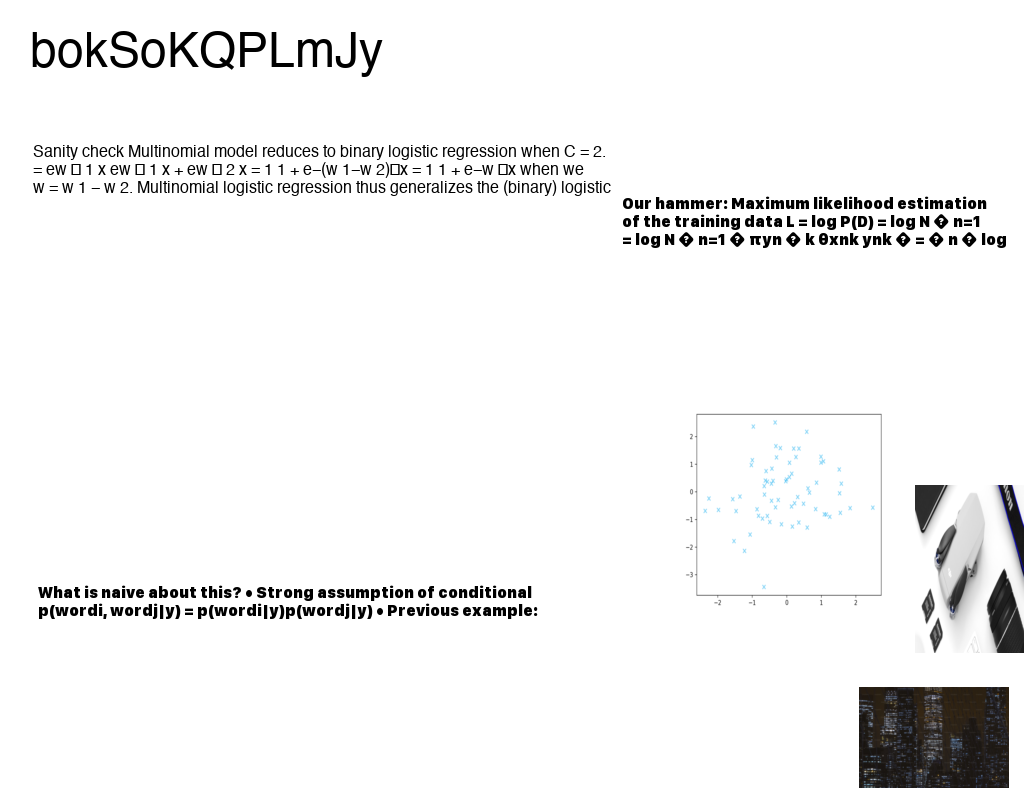 bokSoKQPLmJy
Sanity check Multinomial model reduces to binary logistic regression when C = 2.
= ew □ 1 x ew □ 1 x + ew □ 2 x = 1 1 + e−(w 1−w 2)□x = 1 1 + e−w □x when we
w = w 1 − w 2. Multinomial logistic regression thus generalizes the (binary) logistic
Our hammer: Maximum likelihood estimation
of the training data L = log P(D) = log N � n=1
= log N � n=1 � πyn � k θxnk ynk � = � n � log
2
1
0
−1
−2
−3
−2 −1 0 1 2
What is naive about this? • Strong assumption of conditional
p(wordi, wordj|y) = p(wordi|y)p(wordj|y) • Previous example: